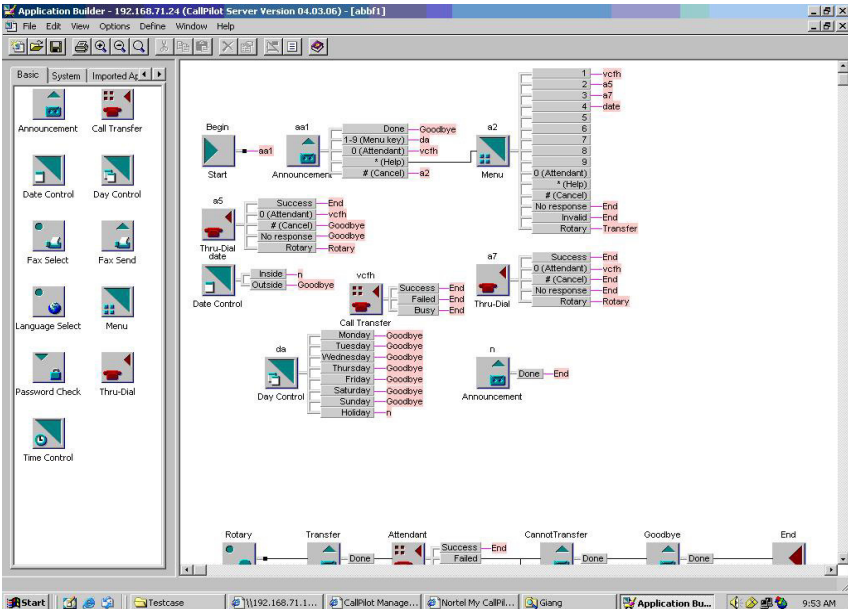 Application Builder - 192.168.71.24 (CallPilot Server Version 04.03.06) - [abbf1]
File Edit View Options Define Window Help
Basic System Imported Ap
Announcement Call Transfer
Date Control Day Control
Fax Select Fax Send
Language Select Menu
Password Check Thru-Dial
Time Control
Begin
Start
aa1
aa1
Announcement
Done Goodbye
1-9 (Menu key) da
0 (Attendant) vcfh
* (Help)
# (Cancel) a2
a2
Menu
1 vcfh
2 a5
3 a7
4 date
5
6
7
8
9
0 (Attendant)
* (Help)
# (Cancel)
No response End
Invalid End
Rotary Transfer
a5
Thru-Dial
Success End
0 (Attendant) vcfh
# (Cancel) Goodbye
No response Goodbye
Rotary Rotary
date
Date Control
Inside n
Outside Goodbye
vcfh
Call Transfer
Success End
Failed End
Busy End
a7
Thru-Dial
Success End
0 (Attendant) vcfh
# (Cancel) End
No response End
Rotary Rotary
da
Day Control
Monday Goodbye
Tuesday Goodbye
Wednesday Goodbye
Thursday Goodbye
Friday Goodbye
Saturday Goodbye
Sunday Goodbye
Holiday n
n
Announcement
Done End
Rotary Transfer Attendant CannotTransfer Goodbye End
Done Success End Done Done
Failed
Start Testcase \\192.168.71.1... CallPilot Manage... Nortel My CallPil... Giang Application Bu... 9:53 AM